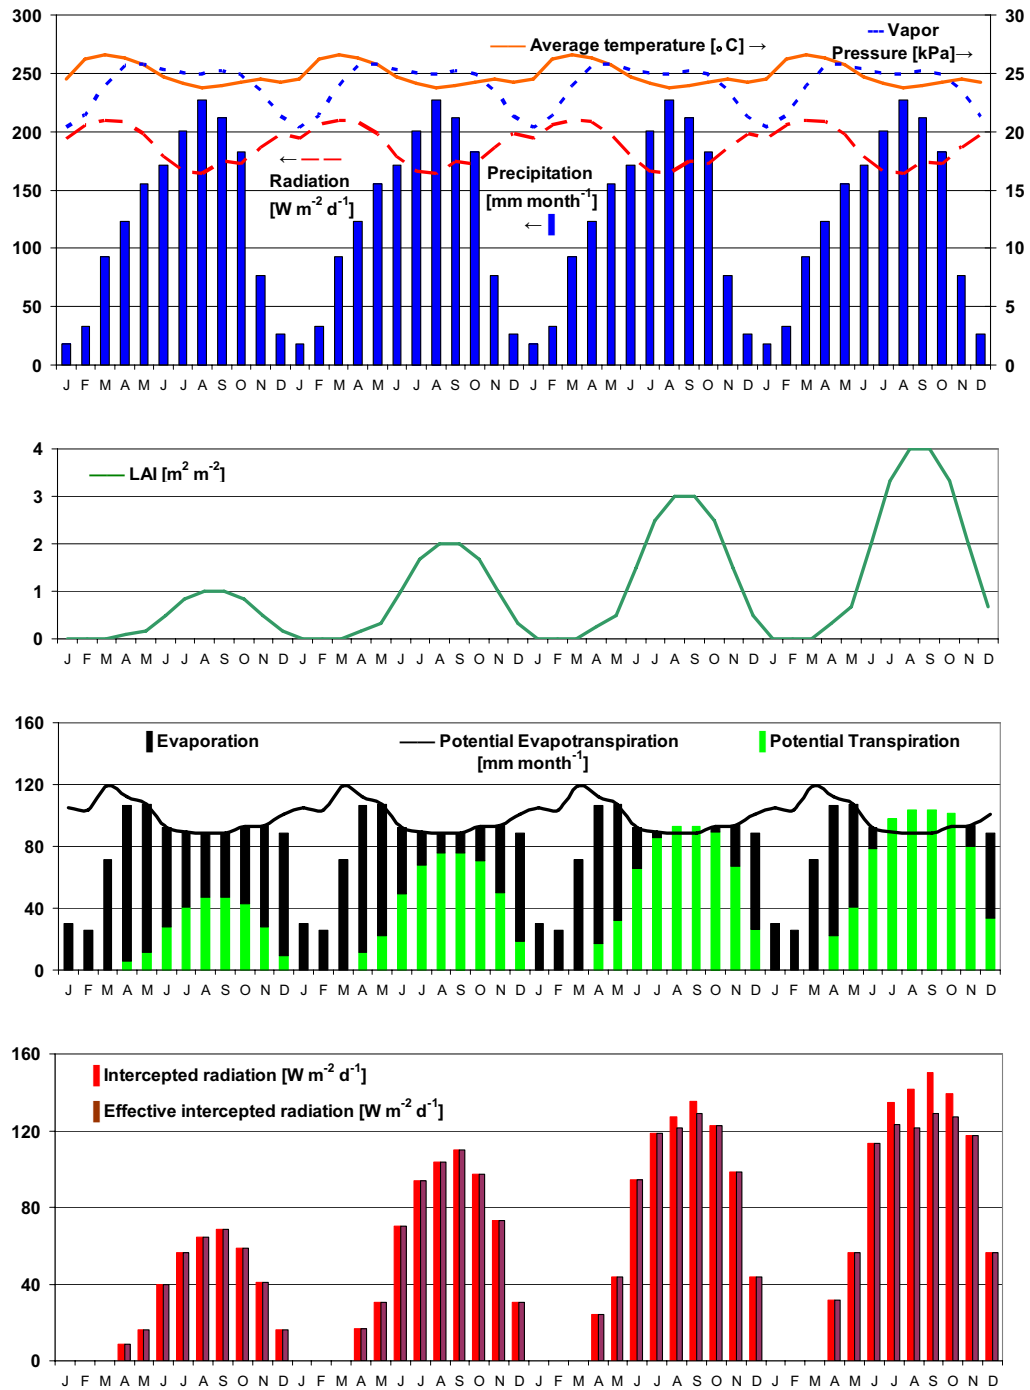 300
250
200
150
100
50
0
30
25
20
15
10
5
0
Average temperature [°C] →
Vapor
Pressure [kPa]→
← — —
Radiation
[W m⁻² d⁻¹]
Precipitation
[mm month⁻¹]
←
J F M A M J J A S O N D J F M A M J J A S O N D J F M A M J J A S O N D J F M A M J J A S O N D
4
3
2
1
0
LAI [m² m⁻²]
J F M A M J J A S O N D J F M A M J J A S O N D J F M A M J J A S O N D J F M A M J J A S O N D
160
120
80
40
0
Evaporation
Potential Evapotranspiration
[mm month⁻¹]
Potential Transpiration
J F M A M J J A S O N D J F M A M J J A S O N D J F M A M J J A S O N D J F M A M J J A S O N D
160
120
80
40
0
Intercepted radiation [W m⁻² d⁻¹]
Effective intercepted radiation [W m⁻² d⁻¹]
J F M A M J J A S O N D J F M A M J J A S O N D J F M A M J J A S O N D J F M A M J J A S O N D